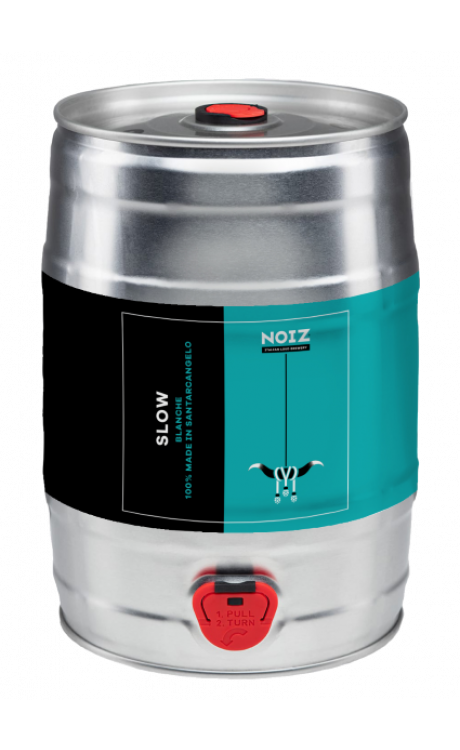 NOIZ
SLOW
BLANCHE
100% MADE IN SANTARCANGELO
1. PULL
2. TURN